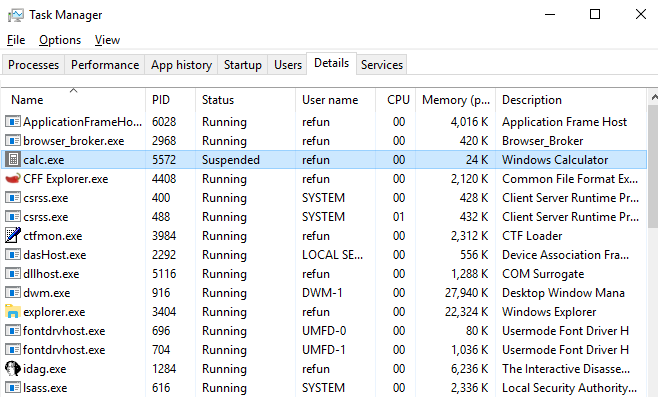 Task Manager
File Options View
Processes Performance App history Startup Users Details Services
Name PID Status User name CPU Memory (p... Description
ApplicationFrameHo... 6028 Running refun 00 4,016 K Application Frame Host
browser_broker.exe 2968 Running refun 00 420 K Browser_Broker
calc.exe 5572 Suspended refun 00 24 K Windows Calculator
CFF Explorer.exe 4408 Running refun 00 2,120 K Common File Format Ex...
csrss.exe 400 Running SYSTEM 00 428 K Client Server Runtime Pr...
csrss.exe 488 Running SYSTEM 01 432 K Client Server Runtime Pr...
ctfmon.exe 3984 Running refun 00 2,312 K CTF Loader
dasHost.exe 2292 Running LOCAL SE... 00 556 K Device Association Fra...
dllhost.exe 5116 Running refun 00 1,288 K COM Surrogate
dwm.exe 916 Running DWM-1 00 27,940 K Desktop Window Mana
explorer.exe 3404 Running refun 00 22,324 K Windows Explorer
fontdrvhost.exe 696 Running UMFD-0 00 80 K Usermode Font Driver H
fontdrvhost.exe 704 Running UMFD-1 00 1,036 K Usermode Font Driver H
idag.exe 1284 Running refun 00 6,236 K The Interactive Disasse...
lsass.exe 616 Running SYSTEM 00 2,336 K Local Security Authority...